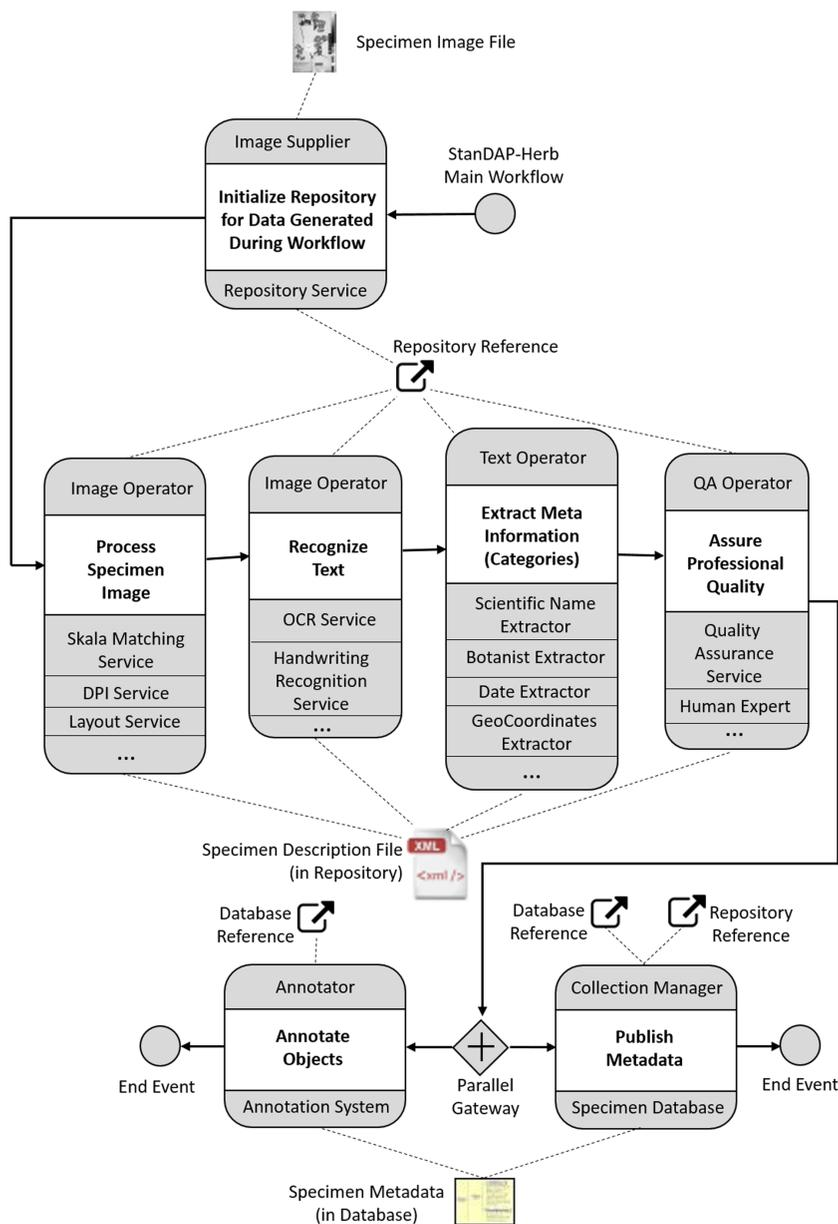 Specimen Image File
Image Supplier
Initialize Repository
for Data Generated
During Workflow
Repository Service
StanDAP-Herb
Main Workflow
Repository Reference
Image Operator
Process
Specimen
Image
Skala Matching
Service
DPI Service
Layout Service
...
Image Operator
Recognize
Text
OCR Service
Handwriting
Recognition
Service
...
Text Operator
Extract Meta
Information
(Categories)
Scientific Name
Extractor
Botanist Extractor
Date Extractor
GeoCoordinates
Extractor
...
QA Operator
Assure
Professional
Quality
Quality
Assurance
Service
Human Expert
...
Specimen Description File
(in Repository)
XML
<xml />
Database
Reference
Database
Reference
Repository
Reference
Annotator
Annotate
Objects
Annotation System
End Event
Parallel
Gateway
Collection Manager
Publish
Metadata
Specimen Database
End Event
Specimen Metadata
(in Database)